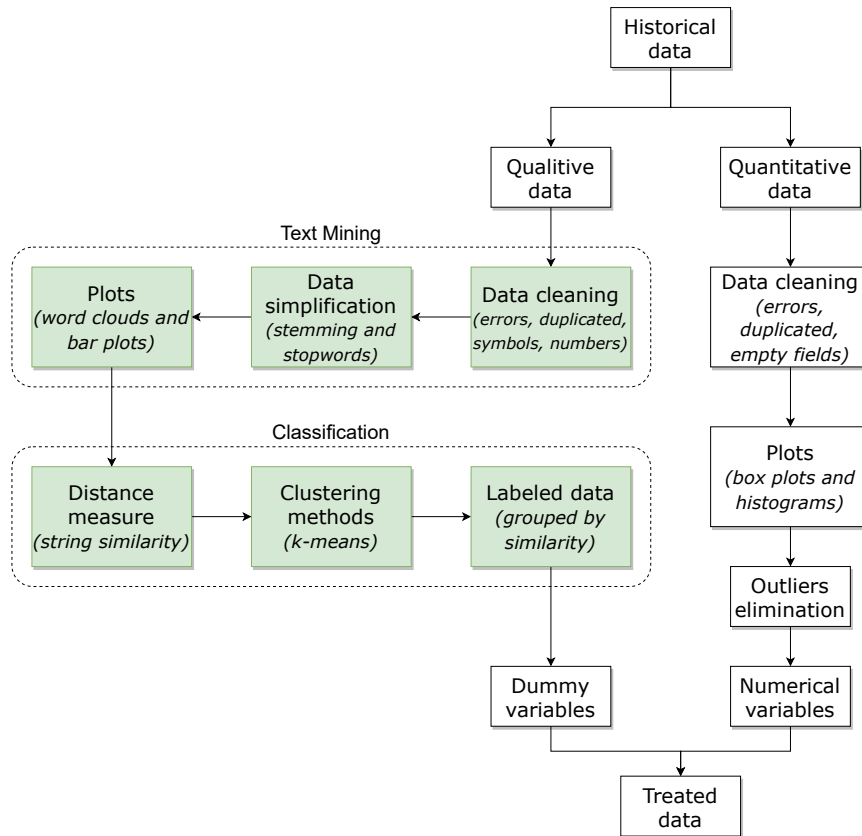 Historical
data
Qualitive
data
Quantitative
data
Text Mining
Plots
(word clouds and
bar plots)
Data
simplification
(stemming and
stopwords)
Data cleaning
(errors, duplicated,
symbols, numbers)
Data cleaning
(errors,
duplicated,
empty fields)
Classification
Distance
measure
(string similarity)
Clustering
methods
(k-means)
Labeled data
(grouped by
similarity)
Plots
(box plots and
histograms)
Outliers
elimination
Dummy
variables
Numerical
variables
Treated
data